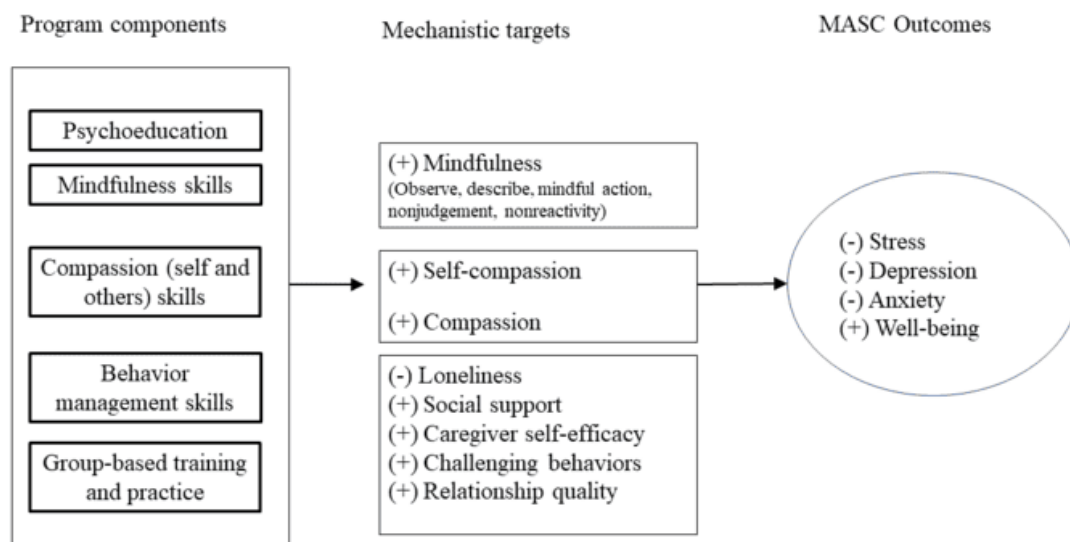 Program components
Mechanistic targets
MASC Outcomes
Psychoeducation
Mindfulness skills
Compassion (self and
others) skills
Behavior
management skills
Group-based training
and practice
(+) Mindfulness
(Observe, describe, mindful action,
nonjudgement, nonreactivity)
(+) Self-compassion
(+) Compassion
(-) Loneliness
(+) Social support
(+) Caregiver self-efficacy
(+) Challenging behaviors
(+) Relationship quality
(-) Stress
(-) Depression
(-) Anxiety
(+) Well-being